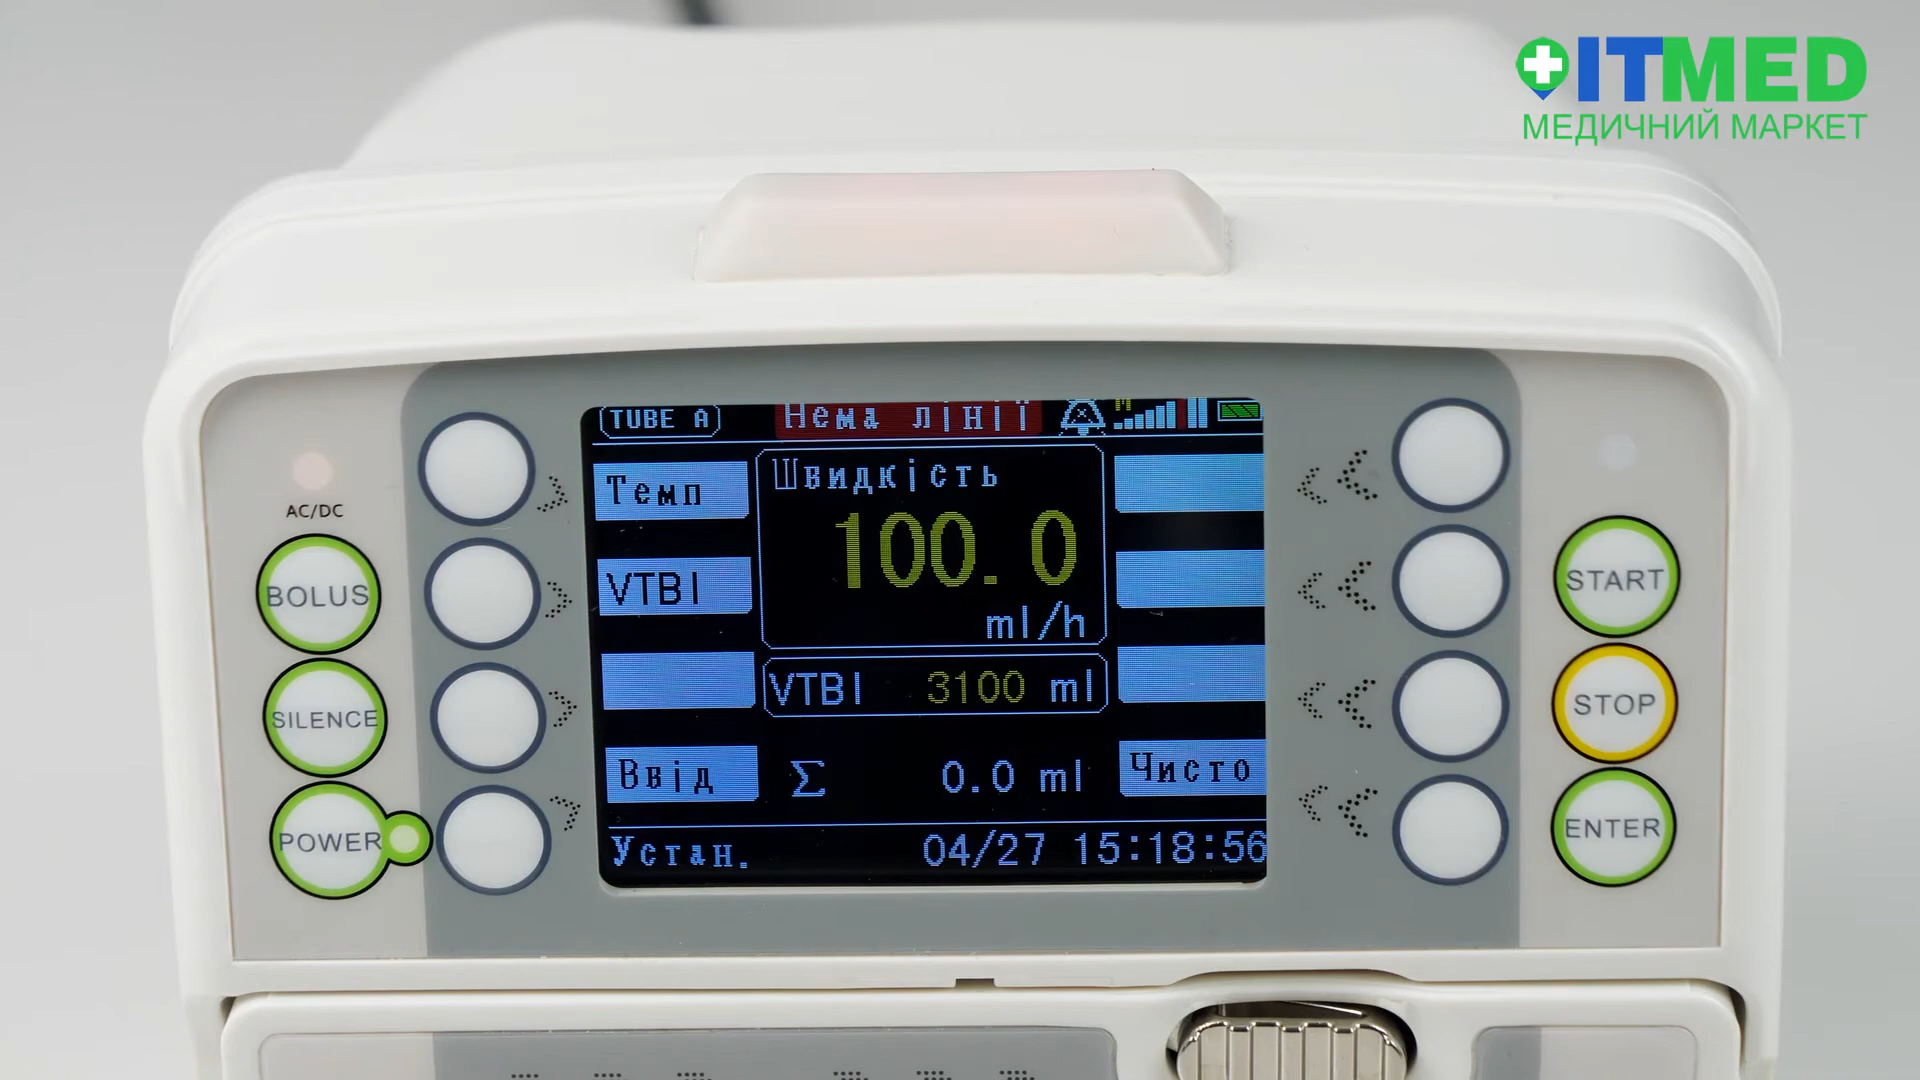 ITMED
МЕДИЧНИЙ МАРКЕТ
TUBE A
Нема лінії
AC/DC
BOLUS
SILENCE
POWER
Темп
VTBI
Ввід
Швидкість
100.0
ml/h
VTBI 3100 ml
Σ 0.0 ml
Чисто
Устан. 04/27 15:18:56
START
STOP
ENTER